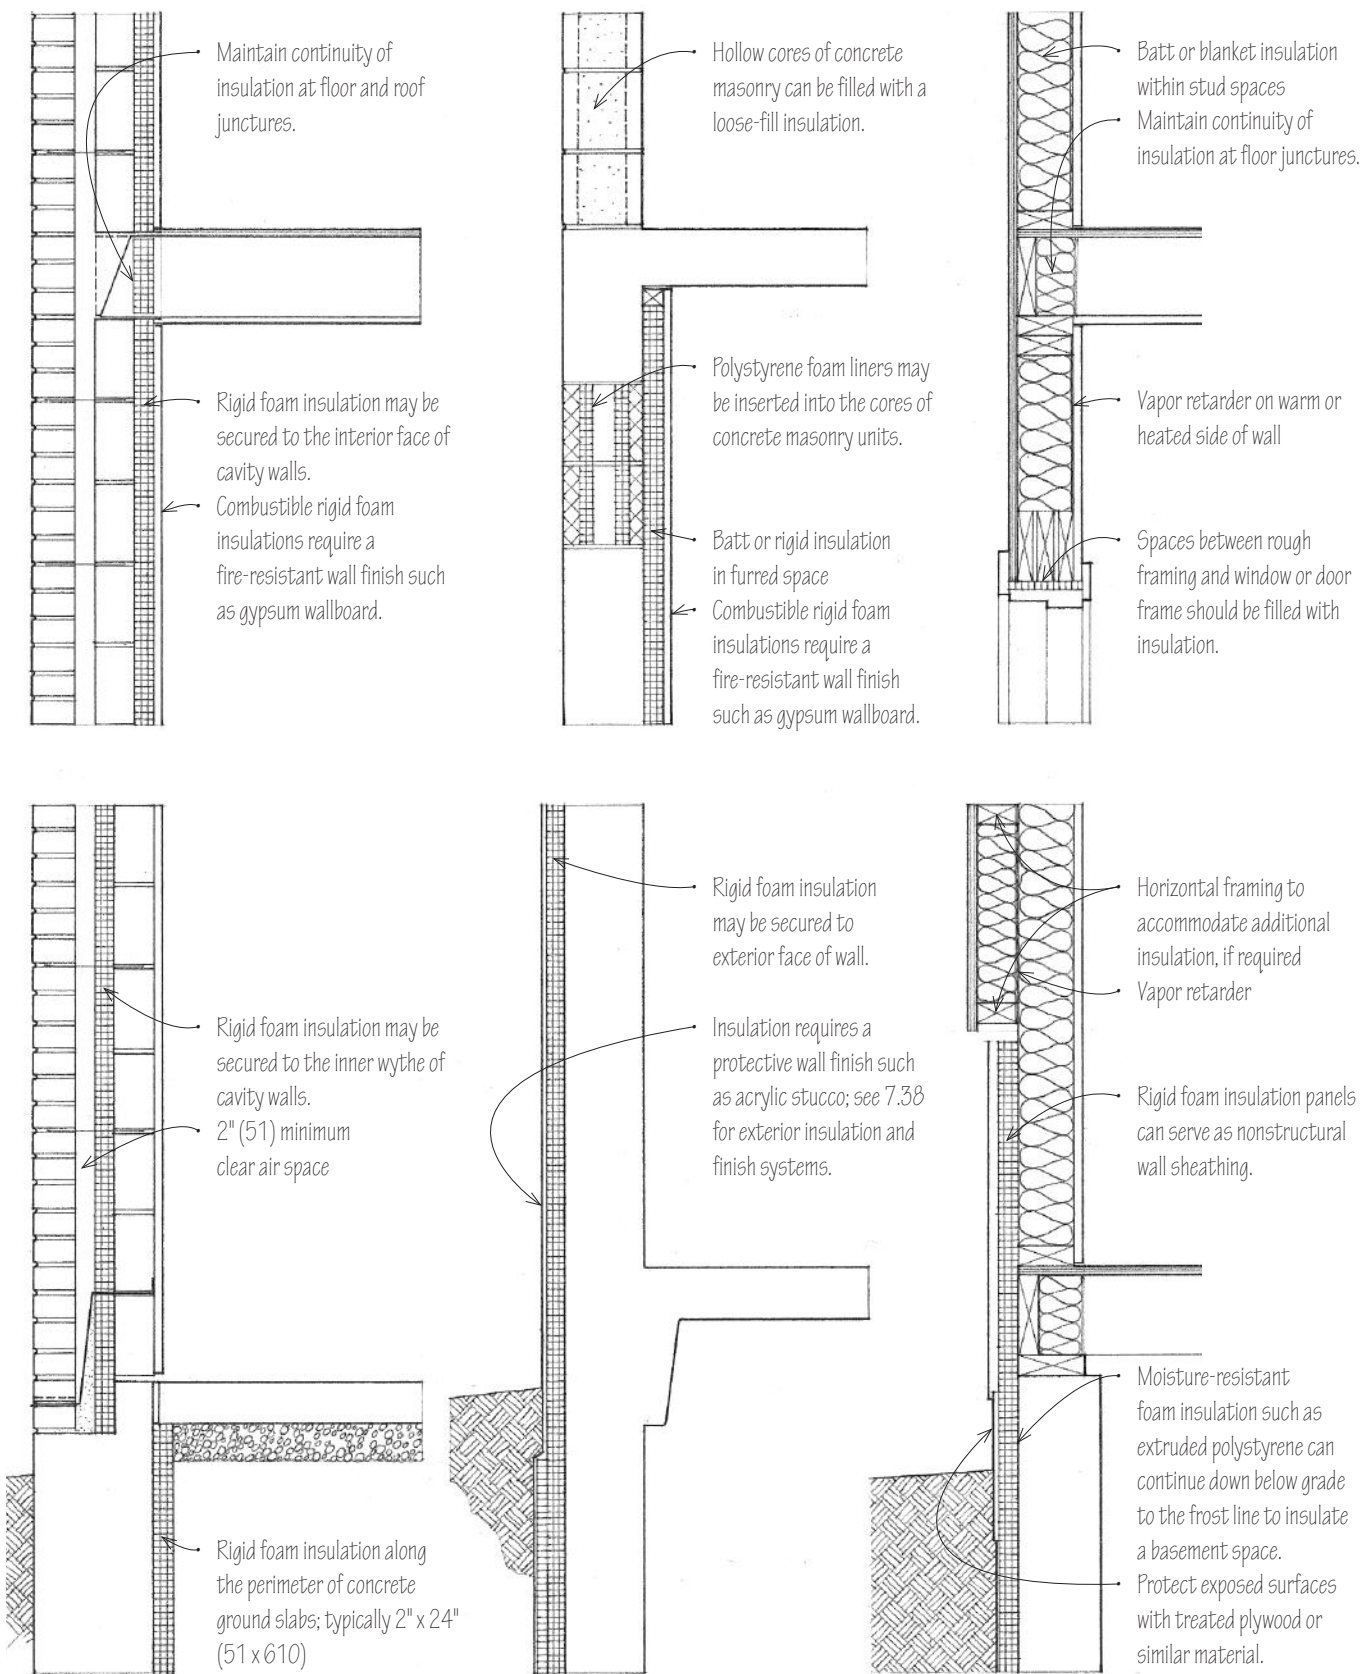 Maintain continuity of
insulation at floor and roof
junctures.
Rigid foam insulation may be
secured to the interior face of
cavity walls.
Combustible rigid foam
insulations require a
fire-resistant wall finish such
as gypsum wallboard.
Hollow cores of concrete
masonry can be filled with a
loose-fill insulation.
Polystyrene foam liners may
be inserted into the cores of
concrete masonry units.
Batt or rigid insulation
in furred space
Combustible rigid foam
insulations require a
fire-resistant wall finish
such as gypsum wallboard.
Batt or blanket insulation
within stud spaces
Maintain continuity of
insulation at floor junctures.
Vapor retarder on warm or
heated side of wall
Spaces between rough
framing and window or door
frame should be filled with
insulation.
Rigid foam insulation may be
secured to the inner wythe of
cavity walls.
2" (51) minimum
clear air space
Rigid foam insulation along
the perimeter of concrete
ground slabs; typically 2" x 24"
(51 x 610)
Rigid foam insulation
may be secured to
exterior face of wall.
Insulation requires a
protective wall finish such
as acrylic stucco; see 7.38
for exterior insulation and
finish systems.
Horizontal framing to
accommodate additional
insulation, if required
Vapor retarder
Rigid foam insulation panels
can serve as nonstructural
wall sheathing.
Moisture-resistant
foam insulation such as
extruded polystyrene can
continue down below grade
to the frost line to insulate
a basement space.
Protect exposed surfaces
with treated plywood or
similar material.